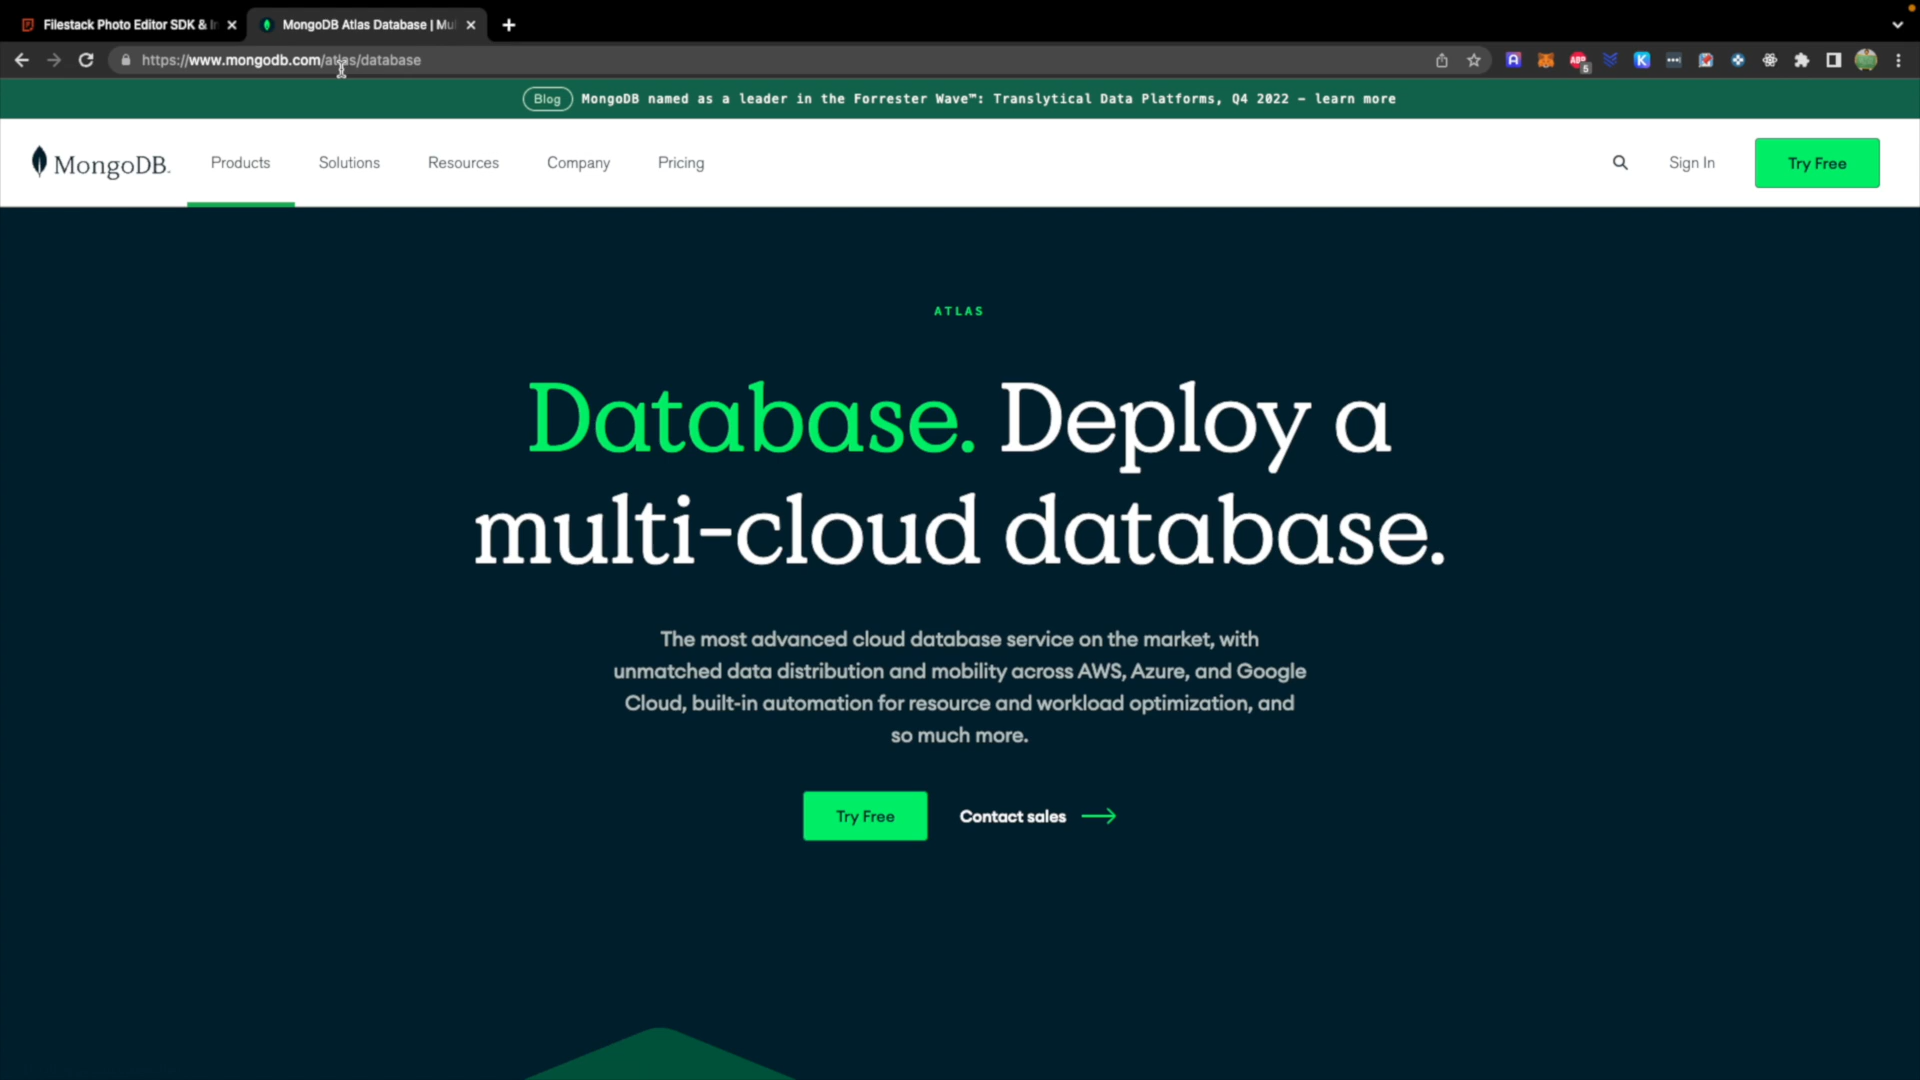 Filestack Photo Editor SDK & I
MongoDB Atlas Database | Mul
https://www.mongodb.com/atlas/database
ADD
5
A
K
Blog MongoDB named as a leader in the Forrester Wave™: Translytical Data Platforms, Q4 2022 – learn more
MongoDB.
Products
Solutions
Resources
Company
Pricing
Sign In
Try Free
ATLAS
Database. Deploy a
multi-cloud database.
The most advanced cloud database service on the market, with
unmatched data distribution and mobility across AWS, Azure, and Google
Cloud, built-in automation for resource and workload optimization, and
so much more.
Try Free
Contact sales